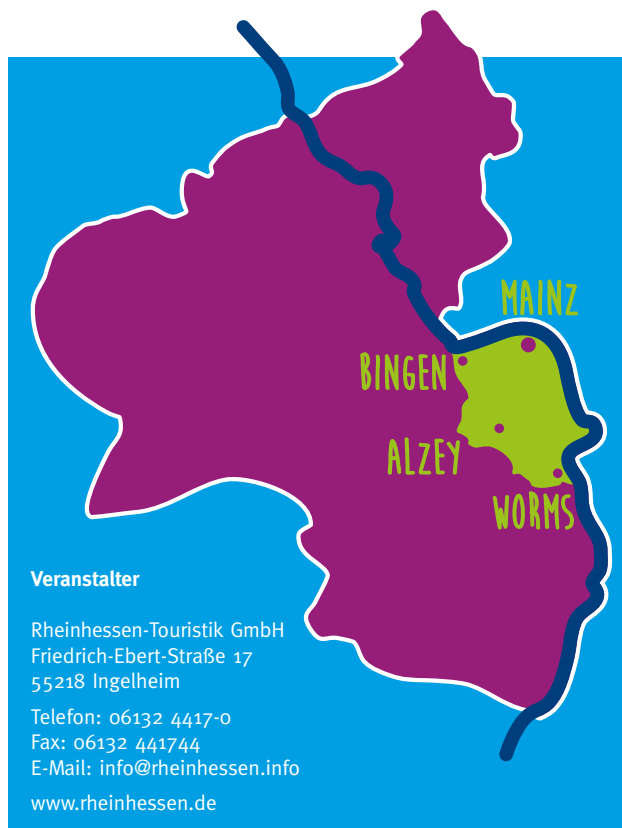 MAINZ
BINGEN
ALZEY
WORMS
Veranstalter
Rheinhessen-Touristik GmbH
Friedrich-Ebert-Straße 17
55218 Ingelheim
Telefon: 06132 4417-0
Fax: 06132 441744
E-Mail: info@rheinhessen.info
www.rheinhessen.de